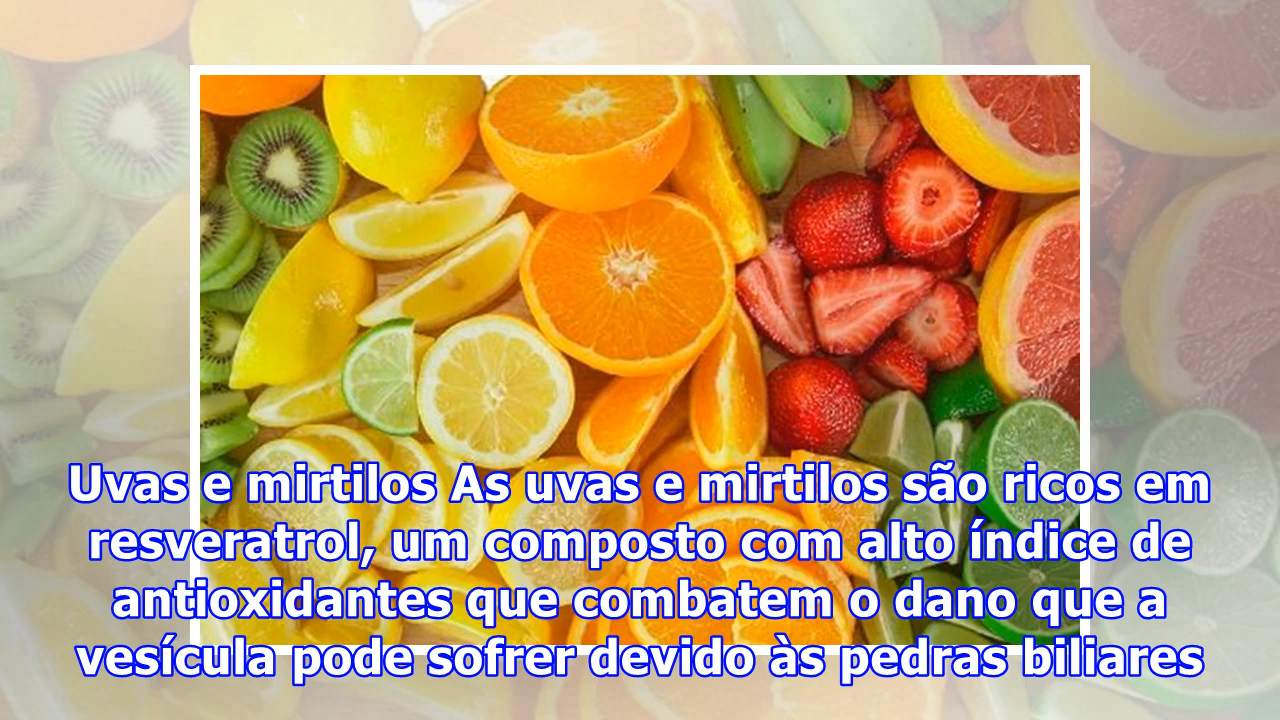 Uvas e mirtilos As uvas e mirtilos são ricos em
resveratrol, um composto com alto índice de
antioxidantes que combatem o dano que a
vesícula pode sofrer devido às pedras biliares